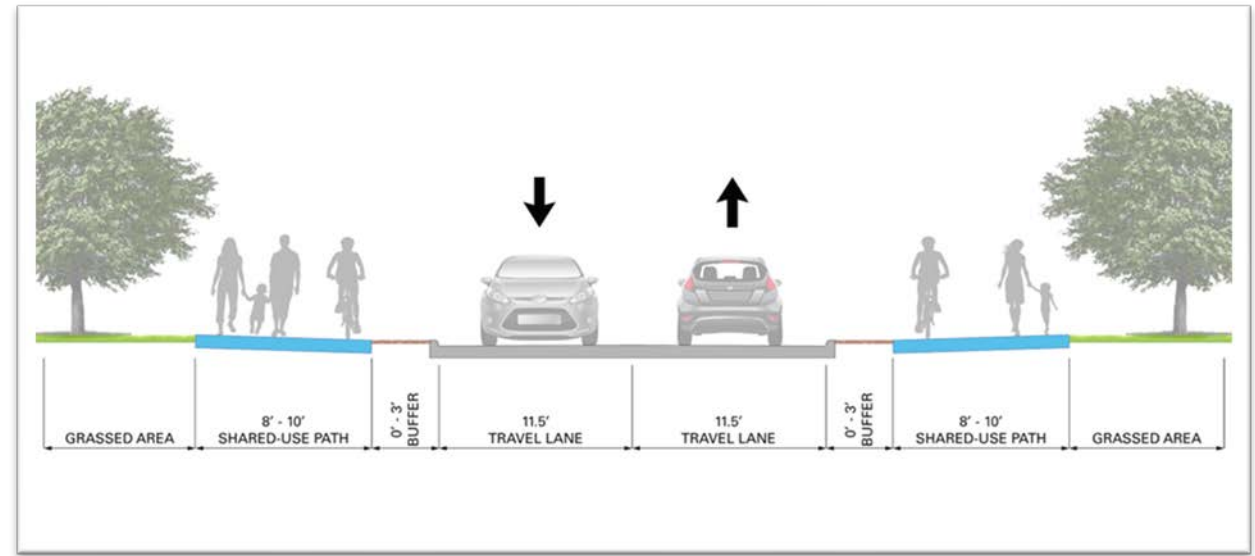 GRASSED AREA
8' - 10'
SHARED-USE PATH
0' - 3'
BUFFER
11.5'
TRAVEL LANE
11.5'
TRAVEL LANE
0' - 3'
BUFFER
8' - 10'
SHARED-USE PATH
GRASSED AREA